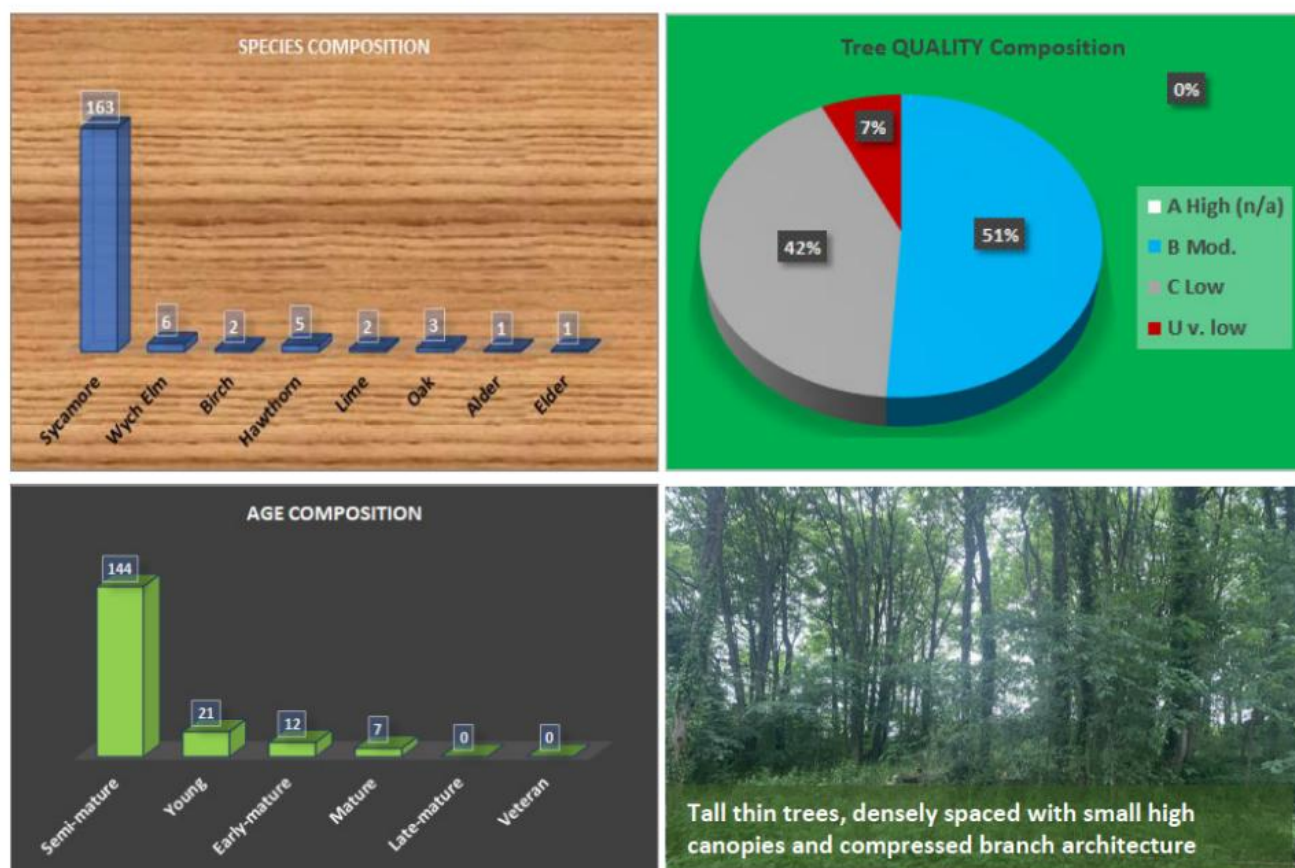 SPECIES COMPOSITION
163
6
2
5
2
3
1
1
Sycamore
Wych Elm
Birch
Hawthorn
Lime
Oak
Alder
Elder
Tree QUALITY Composition
0%
7%
42%
51%
A High (n/a)
B Mod.
C Low
U v. low
AGE COMPOSITION
144
21
12
7
0
0
Semi-mature
Young
Early-mature
Mature
Late-mature
Veteran
Tall thin trees, densely spaced with small high
canopies and compressed branch architecture